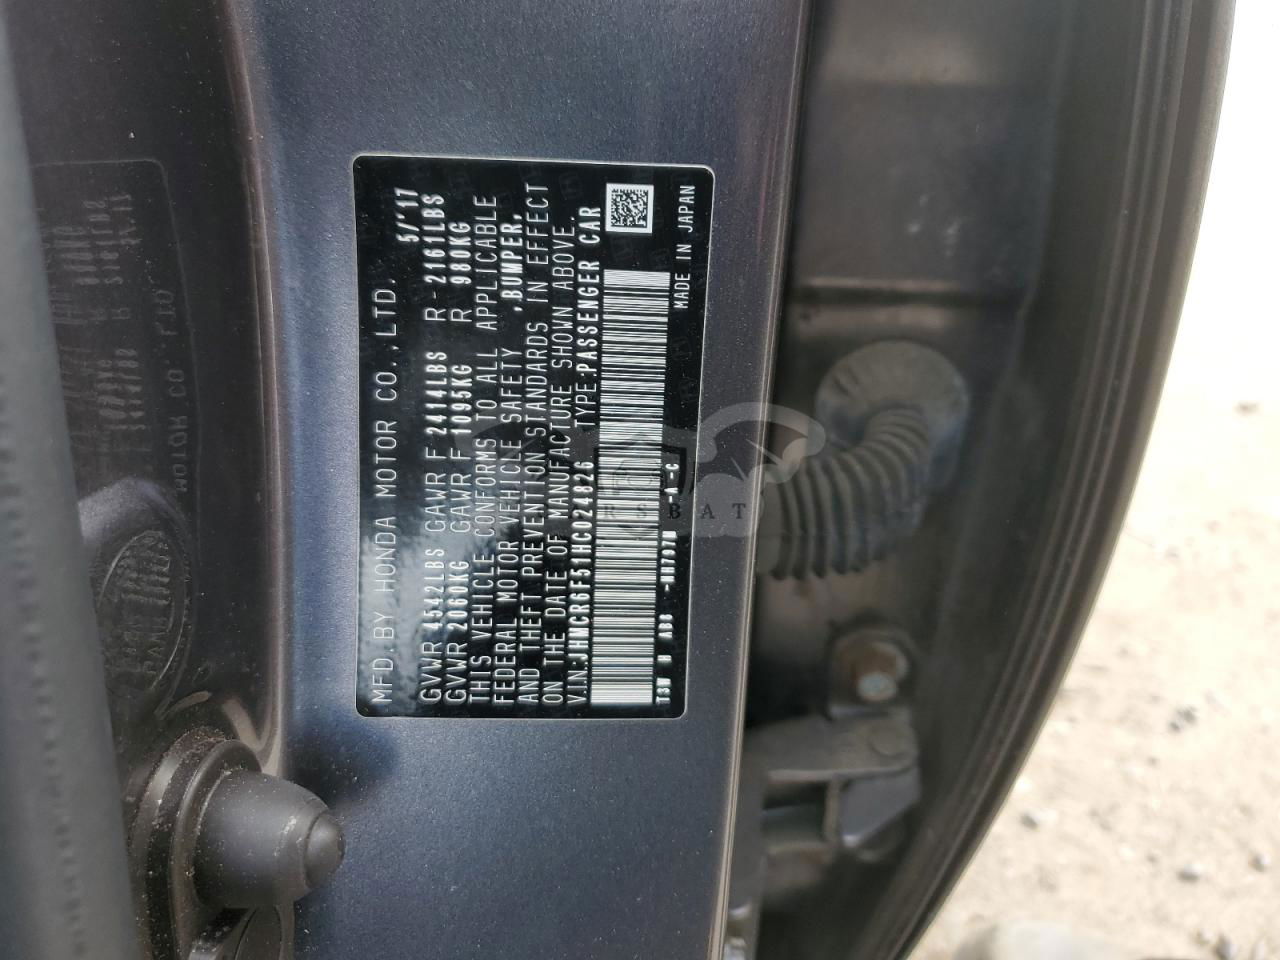 MFD. BY HONDA MOTOR CO., LTD. 5/'17
GVWR 4542LBS GAWR F 2414LBS R 2161LBS
GVWR 2060KG GAWR F 1095KG R 980KG
THIS VEHICLE CONFORMS TO ALL APPLICABLE
FEDERAL MOTOR VEHICLE SAFETY ,BUMPER,
AND THEFT PREVENTION STANDARDS IN EFFECT
ON THE DATE OF MANUFACTURE SHOWN ABOVE.
V.I.N:JHMCR6F51HC024826 TYPE:PASSENGER CAR
MADE IN JAPAN